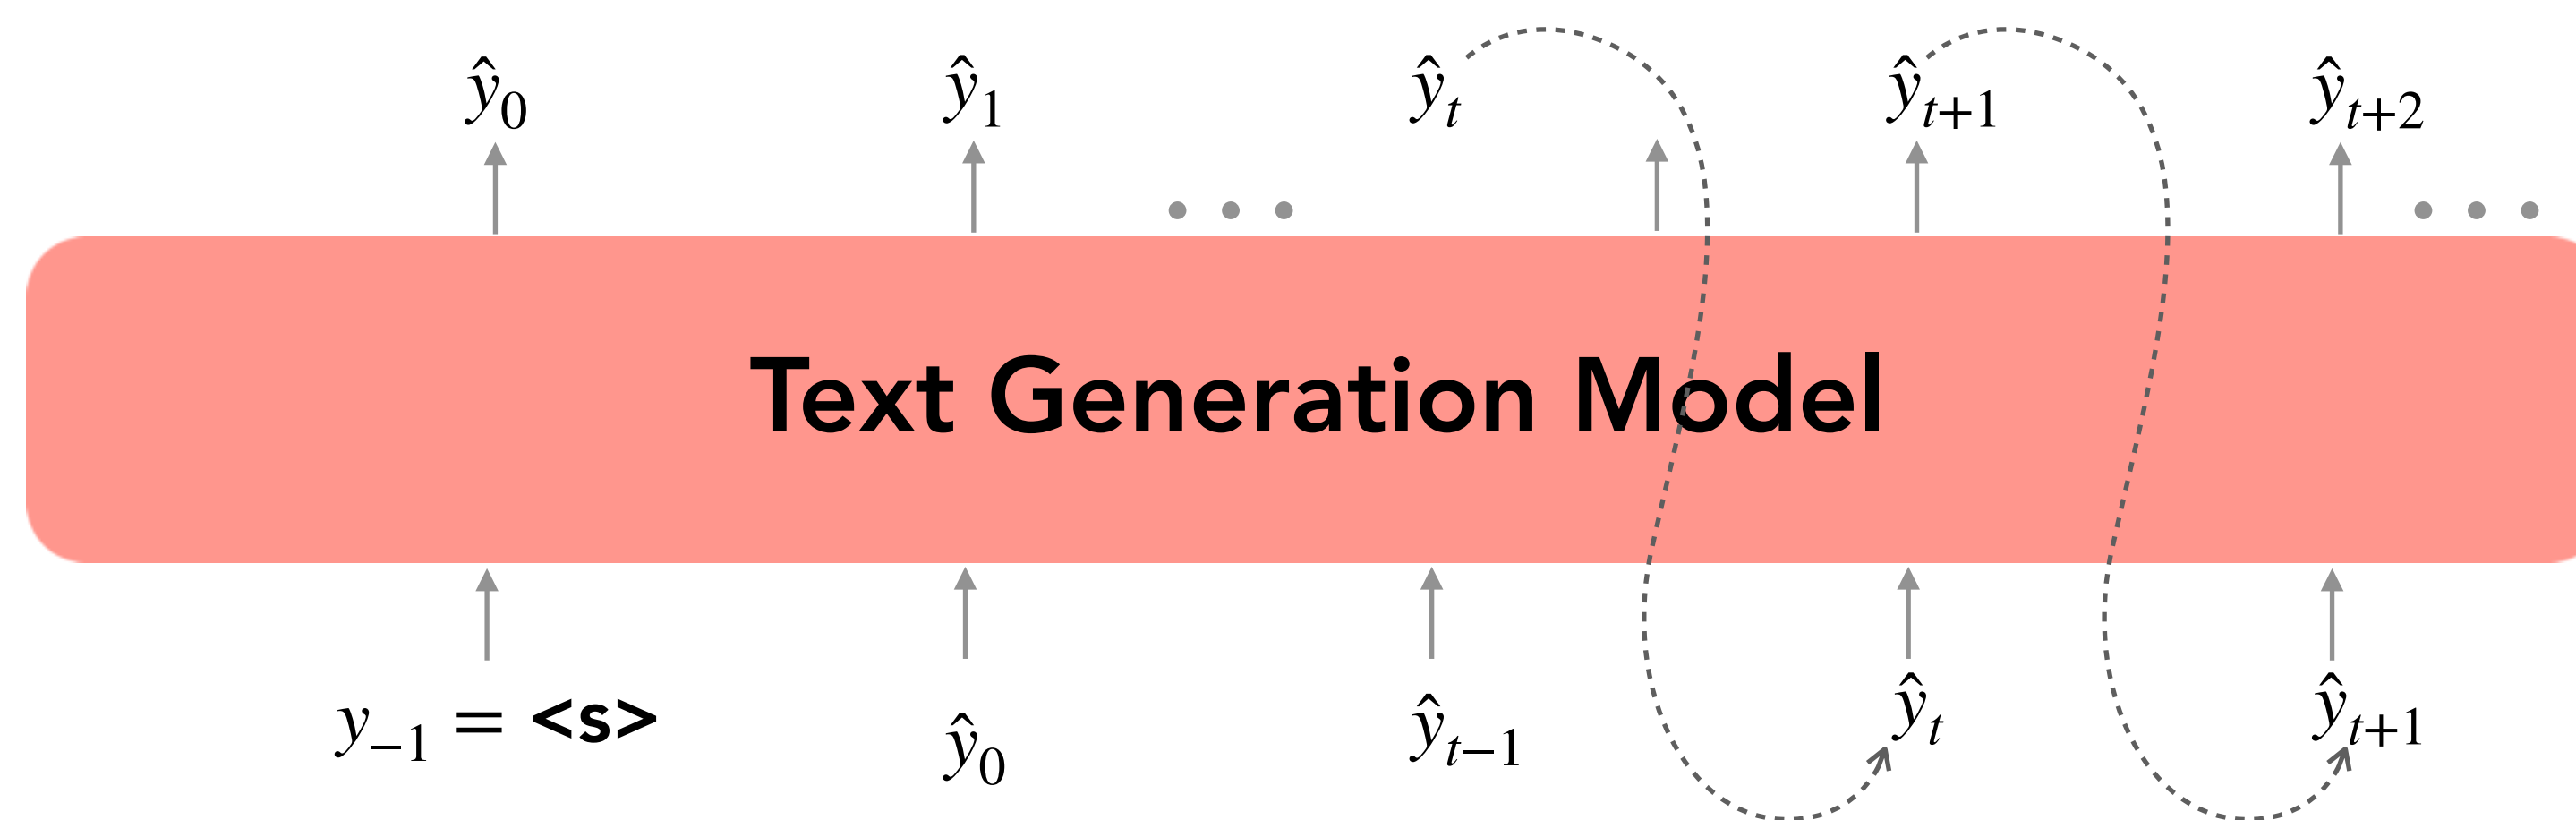 ŷ₀ ŷ₁ ŷₜ ŷₜ₊₁ ŷₜ₊₂
Text Generation Model
y₋₁ = <s> ŷ₀ ŷₜ₋₁ ŷₜ ŷₜ₊₁